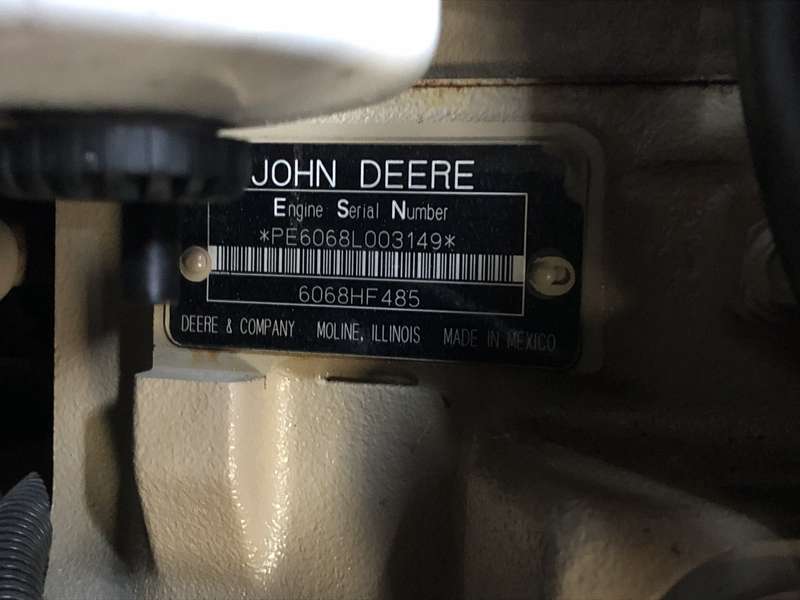 JOHN DEERE
Engine Serial Number
*PE6068L003149*
6068HF485
DEERE & COMPANY MOLINE, ILLINOIS MADE IN MEXICO